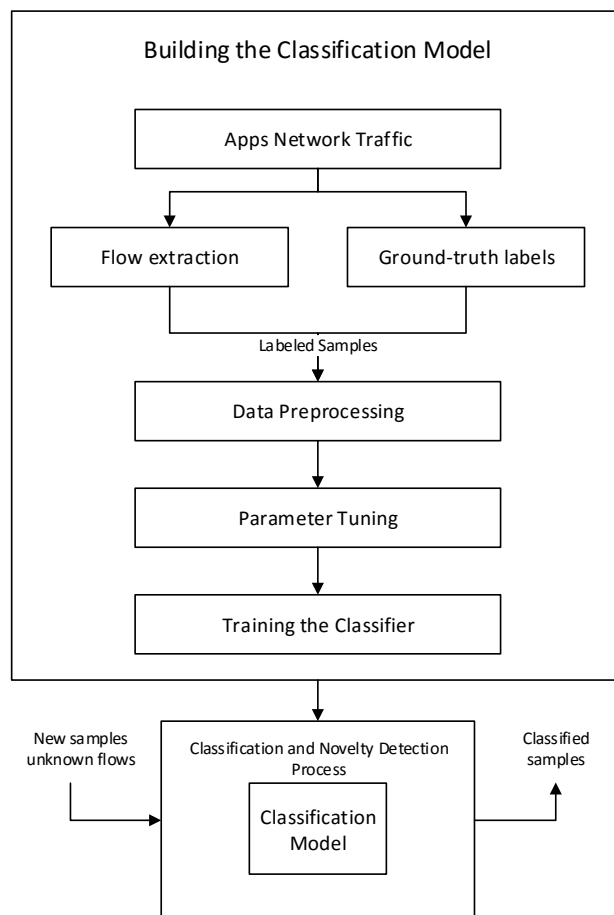 Building the Classification Model
Apps Network Traffic
Flow extraction
Ground-truth labels
Labeled Samples
Data Preprocessing
Parameter Tuning
Training the Classifier
New samples
unknown flows
Classification and Novelty Detection
Process
Classification
Model
Classified
samples